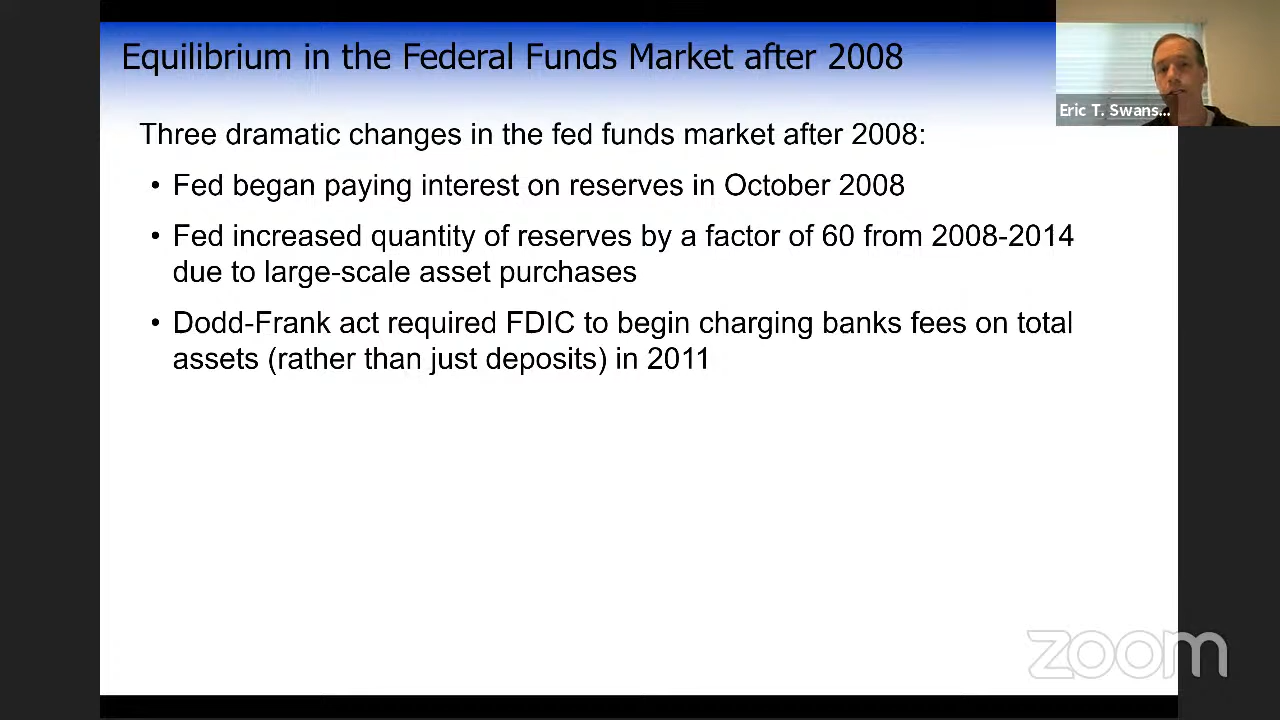 Equilibrium in the Federal Funds Market after 2008
Eric T. Swans...
Three dramatic changes in the fed funds market after 2008:
• Fed began paying interest on reserves in October 2008
• Fed increased quantity of reserves by a factor of 60 from 2008-2014
due to large-scale asset purchases
• Dodd-Frank act required FDIC to begin charging banks fees on total
assets (rather than just deposits) in 2011
zoom